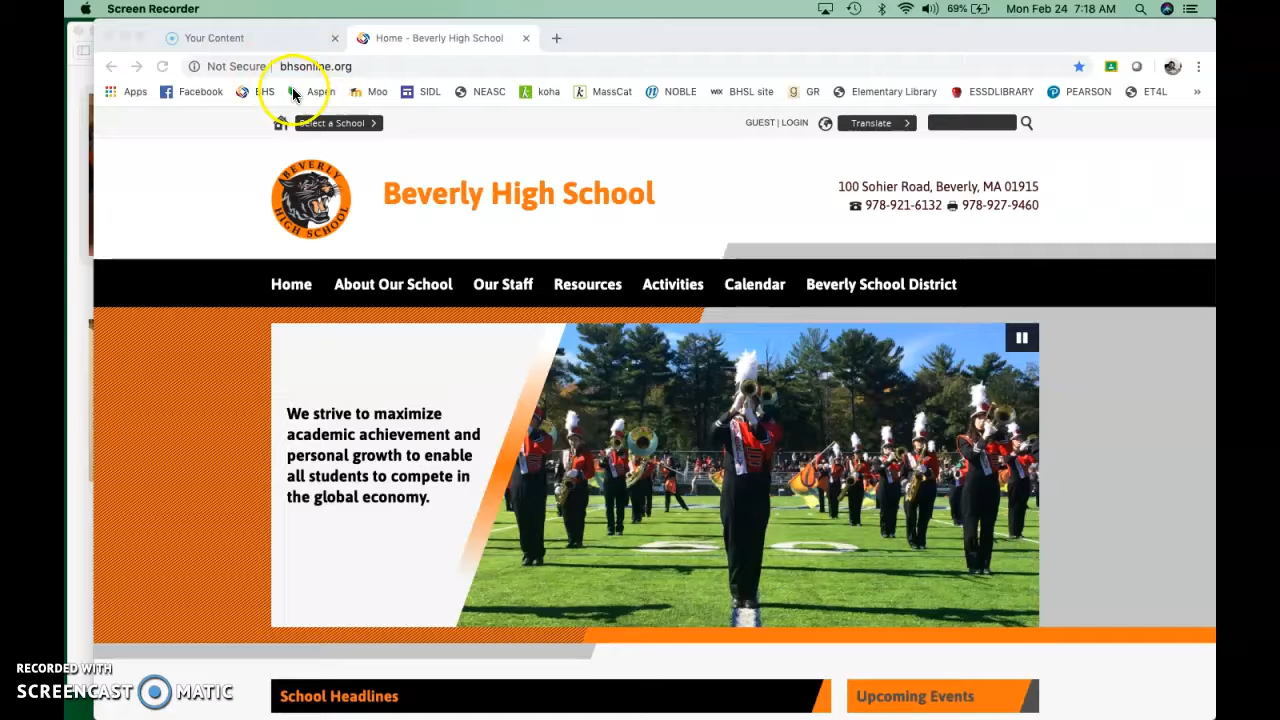 Screen Recorder
69%
Mon Feb 24 7:18 AM
Your Content
Home - Beverly High School
Not Secure | bhsonline.org
Apps Facebook BHS Aspen Moo SIDL NEASC koha MassCat NOBLE BHSL site GR Elementary Library ESSDLIBRARY PEARSON ET4L »
Select a School
GUEST | LOGIN
Translate
BEVERLY HIGH SCHOOL
Beverly High School
100 Sohier Road, Beverly, MA 01915
978-921-6132 978-927-9460
Home About Our School Our Staff Resources Activities Calendar Beverly School District
We strive to maximize
academic achievement and
personal growth to enable
all students to compete in
the global economy.
School Headlines
Upcoming Events
RECORDED WITH
SCREENCAST MATIC